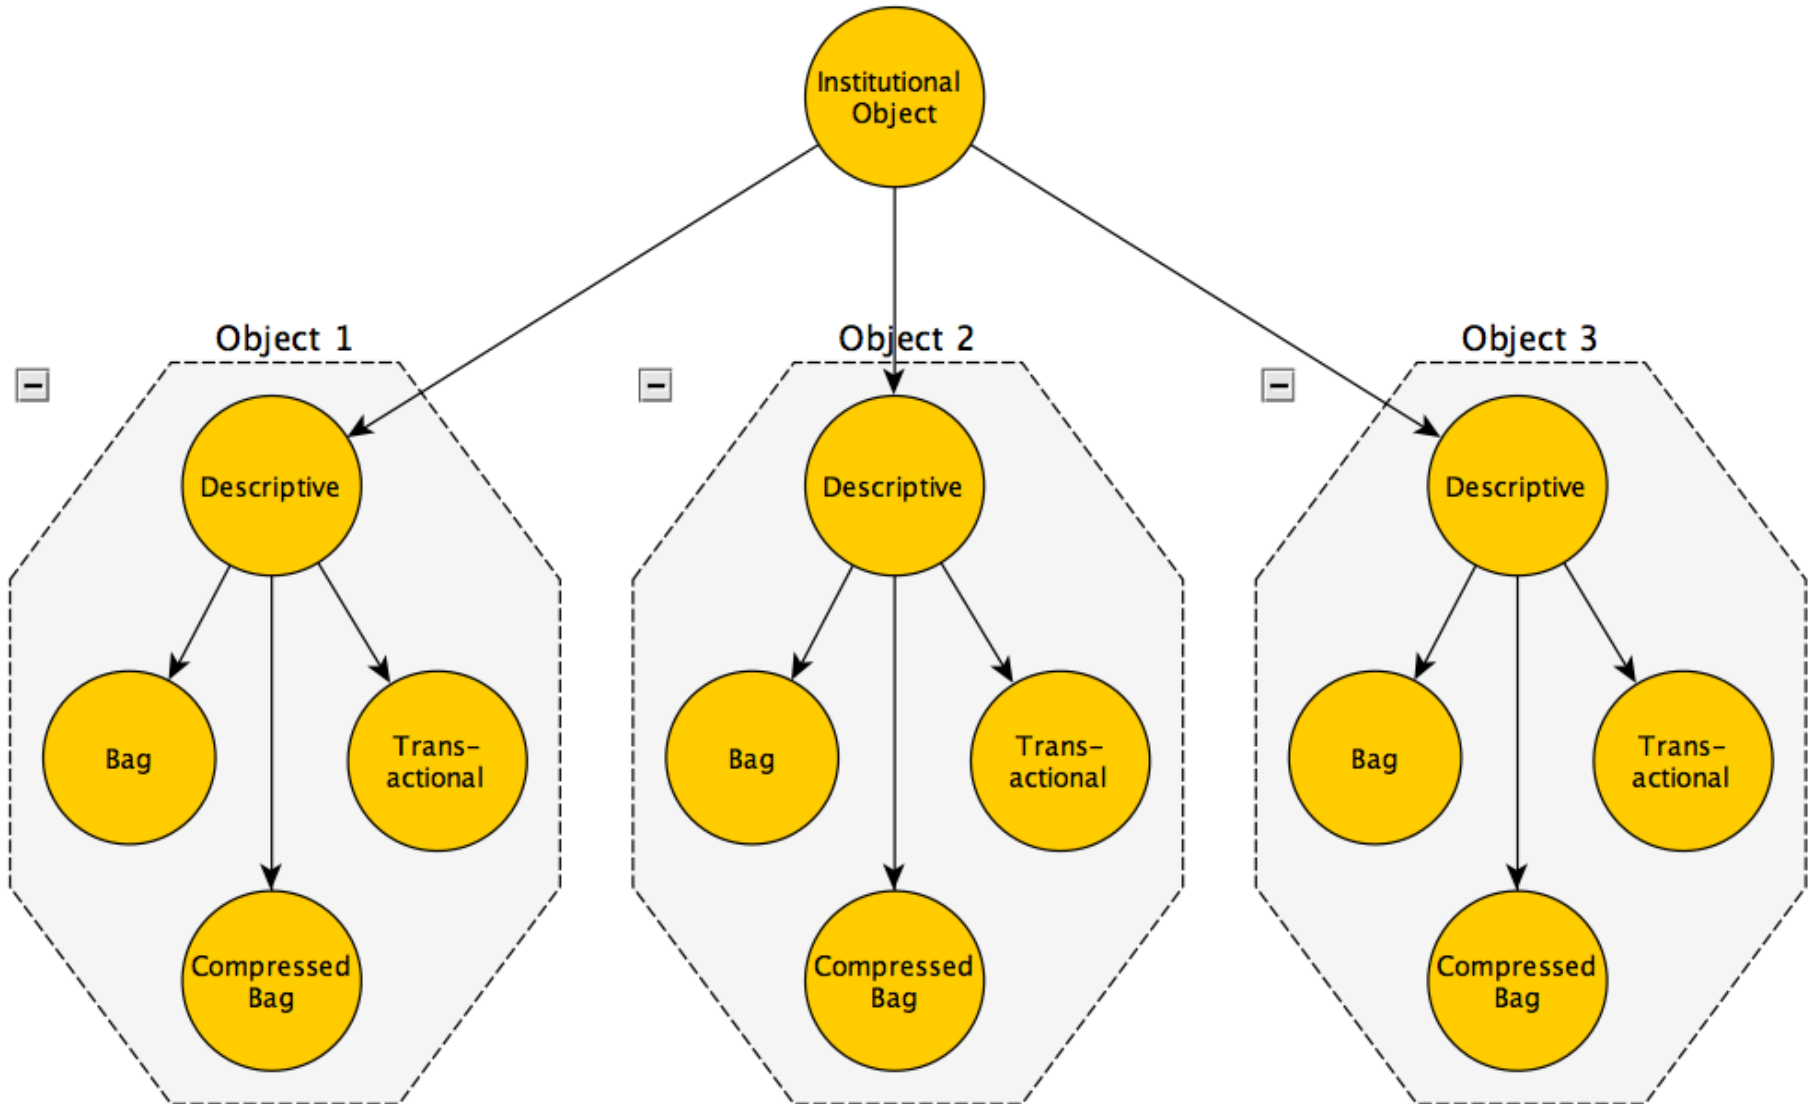 Institutional
Object
Object 1
Object 2
Object 3
Descriptive
Descriptive
Descriptive
Bag
Trans-
actional
Bag
Trans-
actional
Bag
Trans-
actional
Compressed
Bag
Compressed
Bag
Compressed
Bag